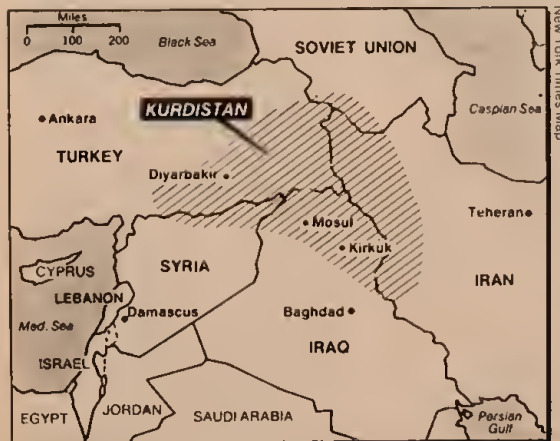 Miles
0 100 200
Black Sea
SOVIET UNION
Caspian Sea
New York Times Map
Ankara
KURDISTAN
TURKEY
Diyarbakir
Teheran
Mosul
Kirkuk
CYPRUS
SYRIA
IRAN
LEBANON
Damascus
Baghdad
Med. Sea
IRAQ
ISRAEL
EGYPT
JORDAN
SAUDI ARABIA
Persian
Gulf